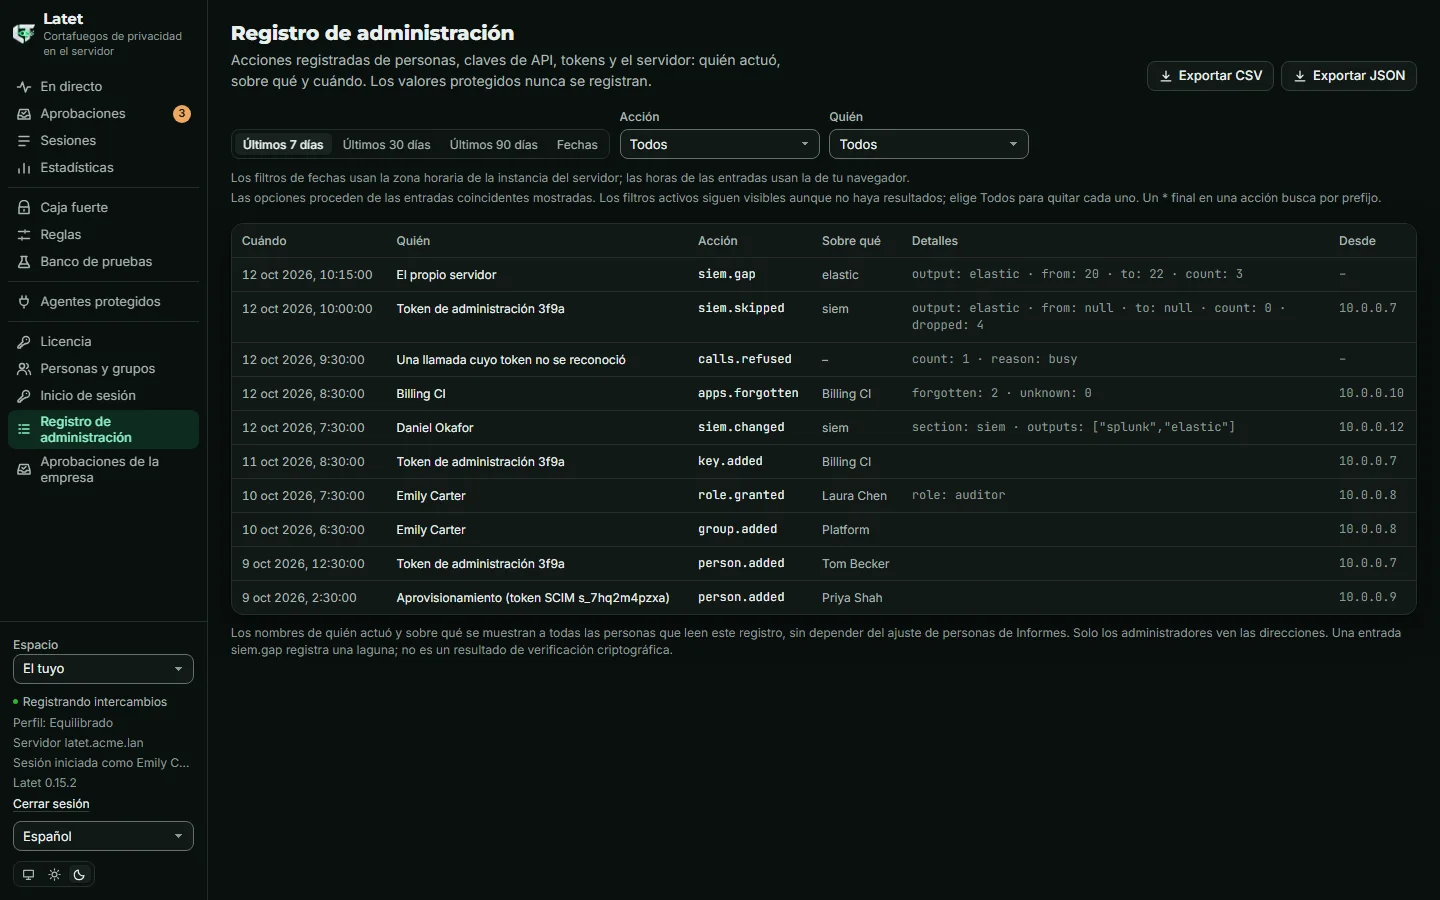 Latet
Cortafuegos de privacidad
en el servidor
En directo
Aprobaciones 3
Sesiones
Estadísticas
Caja fuerte
Reglas
Banco de pruebas
Agentes protegidos
Licencia
Personas y grupos
Inicio de sesión
Registro de
administración
Aprobaciones de la
empresa
Espacio
El tuyo
Registrando intercambios
Perfil: Equilibrado
Servidor latet.acme.lan
Sesión iniciada como Emily C...
Latet 0.15.2
Cerrar sesión
Español
Registro de administración
Acciones registradas de personas, claves de API, tokens y el servidor: quién actuó,
sobre qué y cuándo. Los valores protegidos nunca se registran.
Exportar CSV Exportar JSON
Acción Quién
Últimos 7 días Últimos 30 días Últimos 90 días Fechas Todos Todos
Los filtros de fechas usan la zona horaria de la instancia del servidor; las horas de las entradas usan la de tu navegador.
Las opciones proceden de las entradas coincidentes mostradas. Los filtros activos siguen visibles aunque no haya resultados; elige Todos para quitar cada uno. Un * final en una acción busca por prefijo.
Cuándo Quién Acción Sobre qué Detalles Desde
12 oct 2026, 10:15:00 El propio servidor siem.gap elastic output: elastic · from: 20 · to: 22 · count: 3 –
12 oct 2026, 10:00:00 Token de administración 3f9a siem.skipped siem output: elastic · from: null · to: null · count: 0 · 10.0.0.7
dropped: 4
12 oct 2026, 9:30:00 Una llamada cuyo token no se reconoció calls.refused – count: 1 · reason: busy –
12 oct 2026, 8:30:00 Billing CI apps.forgotten Billing CI forgotten: 2 · unknown: 0 10.0.0.10
12 oct 2026, 7:30:00 Daniel Okafor siem.changed siem section: siem · outputs: ["splunk","elastic"] 10.0.0.12
11 oct 2026, 8:30:00 Token de administración 3f9a key.added Billing CI 10.0.0.7
10 oct 2026, 7:30:00 Emily Carter role.granted Laura Chen role: auditor 10.0.0.8
10 oct 2026, 6:30:00 Emily Carter group.added Platform 10.0.0.8
9 oct 2026, 12:30:00 Token de administración 3f9a person.added Tom Becker 10.0.0.7
9 oct 2026, 2:30:00 Aprovisionamiento (token SCIM s_7hq2m4pzxa) person.added Priya Shah 10.0.0.9
Los nombres de quién actuó y sobre qué se muestran a todas las personas que leen este registro, sin depender del ajuste de personas de Informes. Solo los administradores ven las direcciones. Una entrada
siem.gap registra una laguna; no es un resultado de verificación criptográfica.